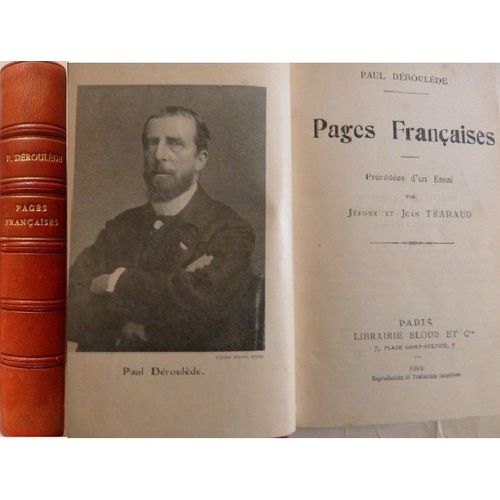 P. DÉROULÈDE
PAGES
FRANÇAISES
Paul Déroulède.
PAUL DÉROULÈDE
Pages Françaises
Précédées d'un Essai
PAR
JÉROME ET JEAN THARAUD
PARIS
LIBRAIRIE BLOUD ET Cie
7, PLACE SAINT-SULPICE, 7
Reproduction et Traduction interdites